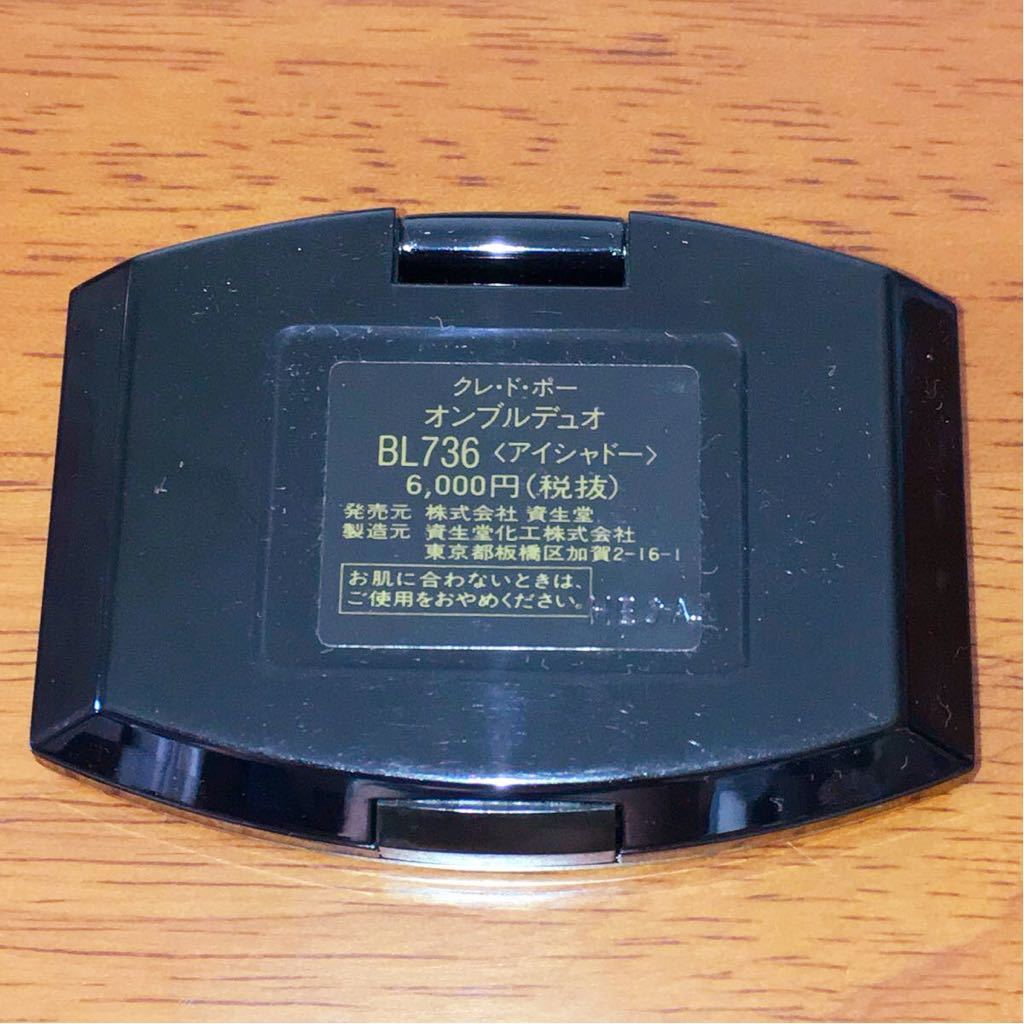 クレ・ド・ポー
オンブルデュオ
BL736 〈アイシャドー〉
6,000円(税抜)
発売元 株式会社 資生堂
製造元 資生堂化工株式会社
東京都板橋区加賀2-16-1
お肌に合わないときは、
ご使用をおやめください。